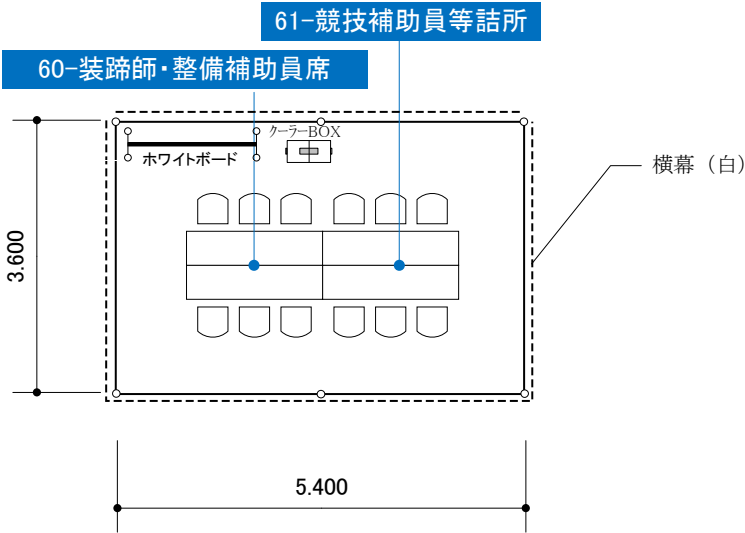 61-競技補助員等詰所
60-装蹄師・整備補助員席
クーラーBOX
ホワイトボード
横幕（白）
3.600
5.400